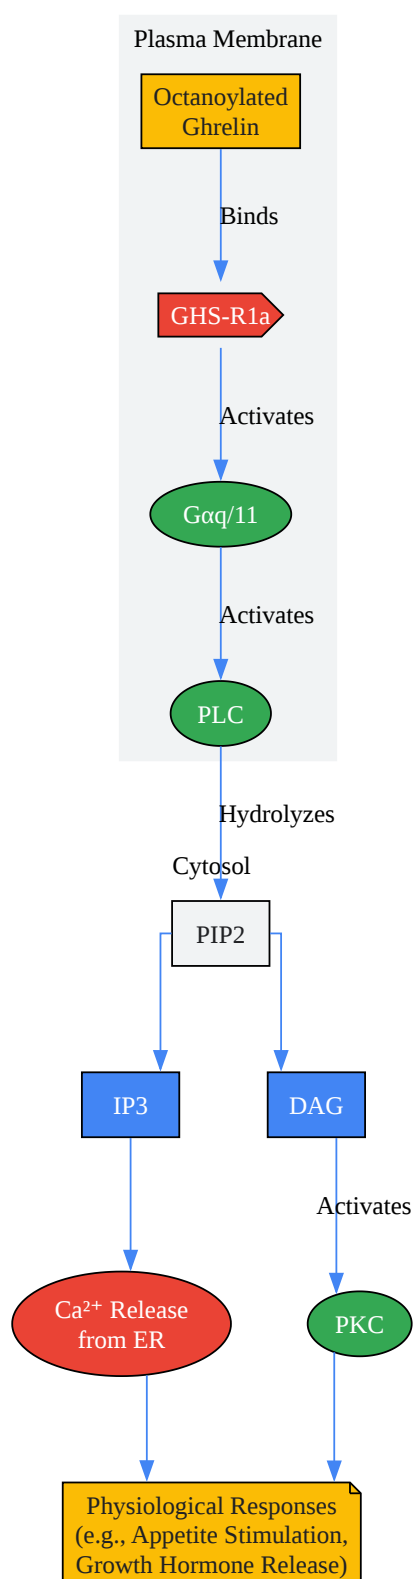 Plasma Membrane
Octanoylated
Ghrelin
Binds
GHS-R1a
Activates
Gαq/11
Activates
PLC
Hydrolyzes
Cytosol
PIP2
IP3
DAG
Activates
Ca²⁺ Release
from ER
PKC
Physiological Responses
(e.g., Appetite Stimulation,
Growth Hormone Release)